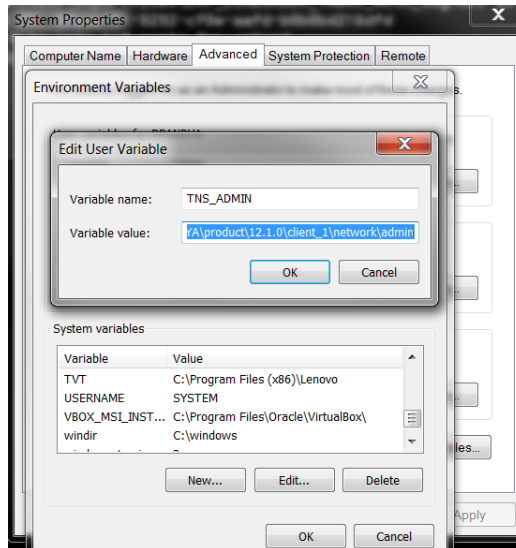 System Properties
Computer Name Hardware Advanced System Protection Remote
Environment Variables
Edit User Variable
Variable name: TNS_ADMIN
Variable value: YA\product\12.1.0\client_1\network\admin
OK Cancel
System variables
Variable Value
TVT C:\Program Files (x86)\Lenovo
USERNAME SYSTEM
VBOX_MSI_INST... C:\Program Files\Oracle\VirtualBox\
windir C:\windows
les...
New... Edit... Delete
Apply
OK Cancel